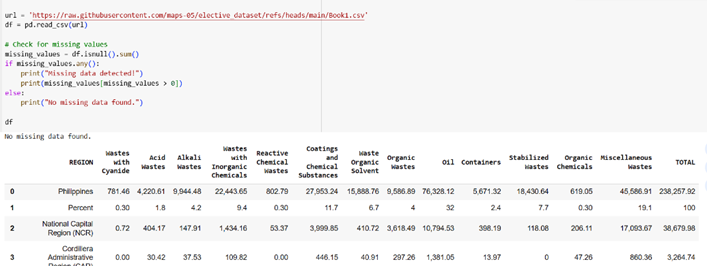 url = 'https://raw.githubusercontent.com/maps-05/elective_dataset/refs/heads/main/Book1.csv'
df = pd.read_csv(url)
# Check for missing values
missing_values = df.isnull().sum()
if missing_values.any():
print("Missing data detected!")
print(missing_values[missing_values > 0])
else:
print("No missing data found.")
df
No missing data found.
REGION Wastes with Cyanide Acid Wastes Alkali Wastes Wastes with Inorganic Chemicals Reactive Chemical Wastes Coatings and Chemical Substances Waste Organic Solvent Organic Wastes Oil Containers Stabilized Wastes Organic Chemicals Miscellaneous Wastes TOTAL
0 Philippines 781.46 4,220.61 9,944.48 22,443.65 802.79 27,953.24 15,888.76 9,586.89 76,328.12 5,671.32 18,430.64 619.05 45,586.91 238,257.92
1 Percent 0.30 1.8 4.2 9.4 0.30 11.7 6.7 4 32 2.4 7.7 0.30 19.1 100
2 National Capital Region (NCR) 0.72 404.17 147.91 1,434.16 53.37 3,999.85 410.72 3,618.49 10,794.53 398.19 118.08 206.11 17,093.67 38,679.98
3 Cordillera Administrative 0.00 30.42 37.53 109.82 0.00 446.15 40.91 297.26 1,381.05 13.97 0 47.26 860.36 3,264.74